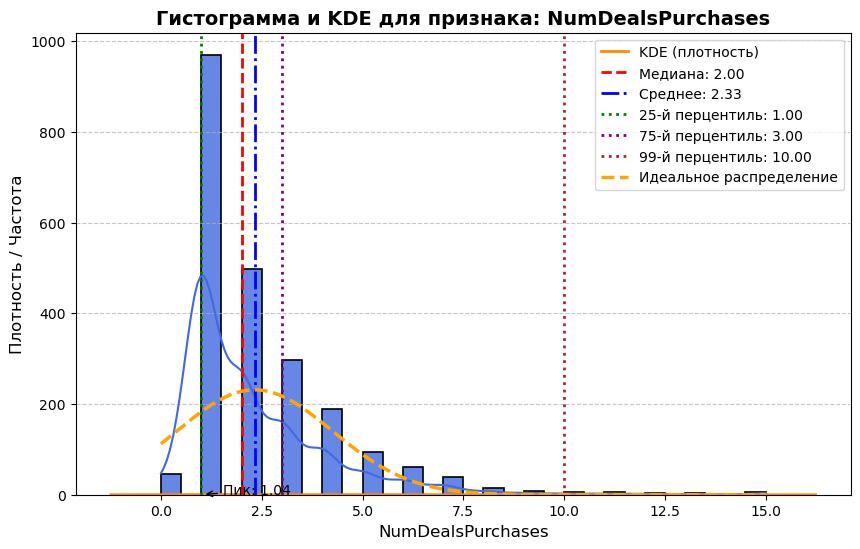 Гистограмма и KDE для признака: NumDealsPurchases
KDE (плотность)
Медиана: 2.00
Среднее: 2.33
25-й перцентиль: 1.00
75-й перцентиль: 3.00
99-й перцентиль: 10.00
Идеальное распределение
Плотность / Частота
1000
800
600
400
200
0
Пик: 1.04
0.0 2.5 5.0 7.5 10.0 12.5 15.0
NumDealsPurchases